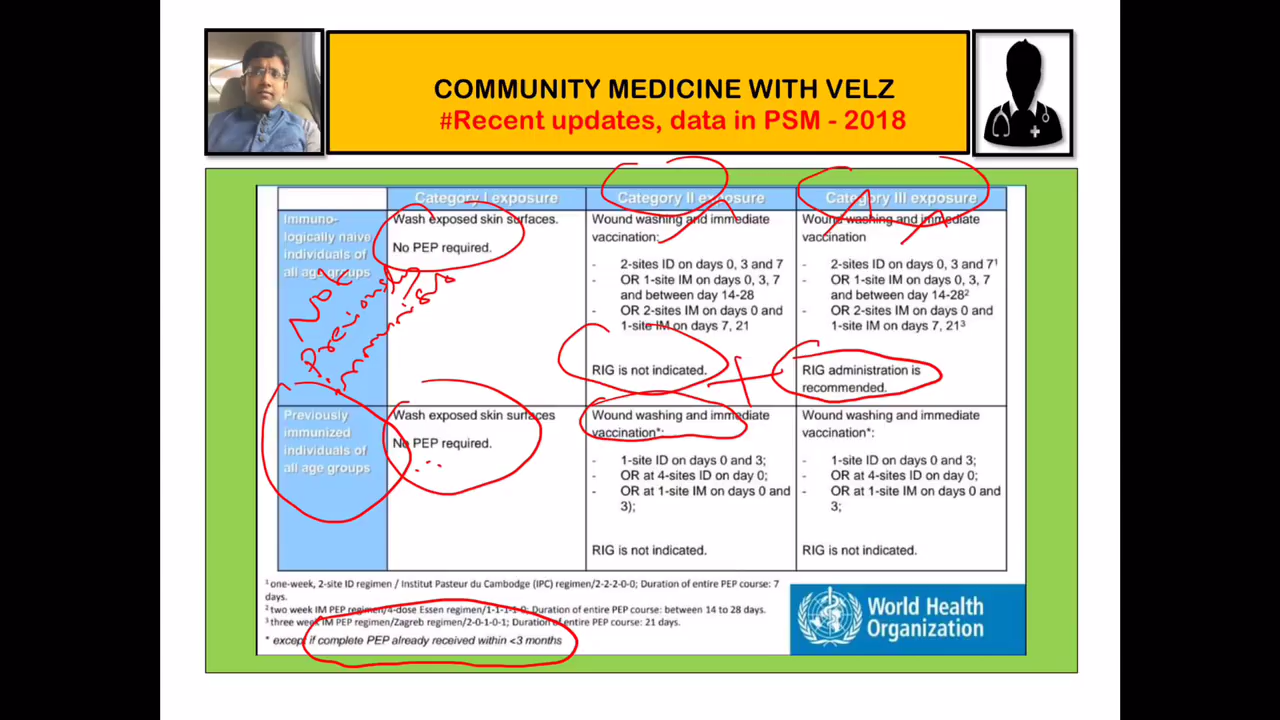 COMMUNITY MEDICINE WITH VELZ
#Recent updates, data in PSM - 2018
Category I exposure
Category II exposure
Category III exposure
Immuno-
logically naive
individuals of
all age groups
Not
Previously
immunised
Wash exposed skin surfaces.
No PEP required.
Wound washing and immediate
vaccination:
- 2-sites ID on days 0, 3 and 7
- OR 1-site IM on days 0, 3, 7
and between day 14-28
- OR 2-sites IM on days 0 and
1-site IM on days 7, 21
RIG is not indicated.
Wound washing and immediate
vaccination
- 2-sites ID on days 0, 3 and 7¹
- OR 1-site IM on days 0, 3, 7
and between day 14-28²
- OR 2-sites IM on days 0 and
1-site IM on days 7, 21³
RIG administration is
recommended.
Previously
immunized
individuals of
all age groups
Wash exposed skin surfaces
No PEP required.
Wound washing and immediate
vaccination*:
- 1-site ID on days 0 and 3;
- OR at 4-sites ID on day 0;
- OR at 1-site IM on days 0 and
3);
RIG is not indicated.
Wound washing and immediate
vaccination*:
- 1-site ID on days 0 and 3;
- OR at 4-sites ID on day 0;
- OR at 1-site IM on days 0 and
3;
RIG is not indicated.
¹ one-week, 2-site ID regimen / Institut Pasteur du Cambodge (IPC) regimen/2-2-2-0-0; Duration of entire PEP course: 7
days.
² two week IM PEP regimen/4-dose Essen regimen/1-1-1-1-0; Duration of entire PEP course: between 14 to 28 days.
³ three week IM PEP regimen/Zagreb regimen/2-0-1-0-1; Duration of entire PEP course: 21 days.
* except if complete PEP already received within <3 months
World Health
Organization